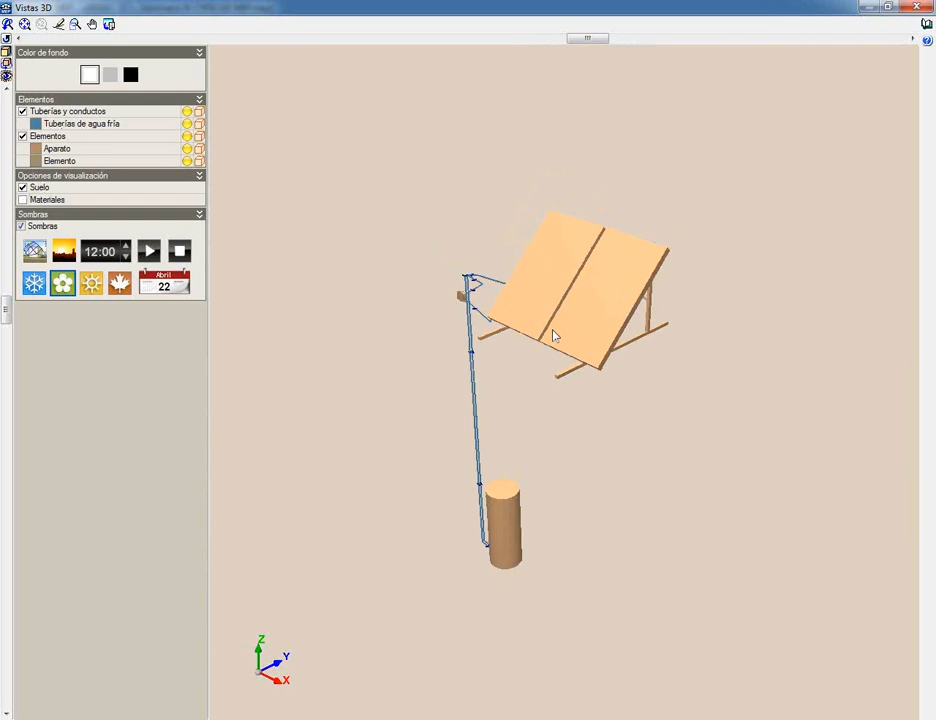 Vistas 3D
Color de fondo
Elementos
Tuberías y conductos
Tuberías de agua fría
Elementos
Aparato
Elemento
Opciones de visualización
Suelo
Materiales
Sombras
Sombras
12:00
Abril
22
Z
Y
X